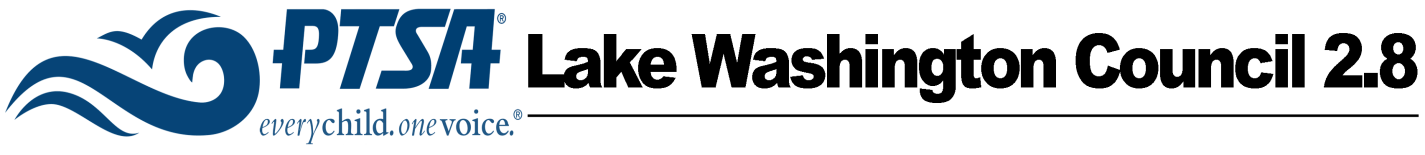 PTSA® Lake Washington Council 2.8
everychild.onevoice.®